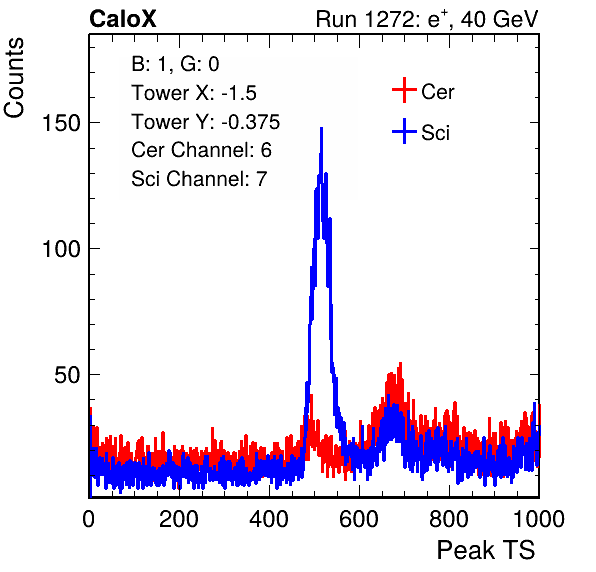 CaloX Run 1272: e⁺, 40 GeV
Counts
B: 1, G: 0
Tower X: -1.5
Tower Y: -0.375
Cer Channel: 6
Sci Channel: 7
Cer
Sci
150
100
50
0 200 400 600 800 1000
Peak TS